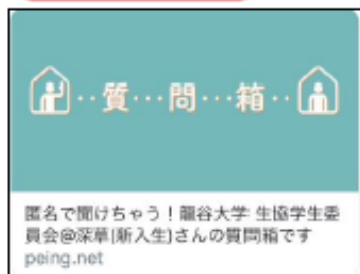 ‥質‥‥問‥‥箱‥
匿名で聞けちゃう！龍谷大学 生協学生委
員会@深草(新入生)さんの質問箱です
peing.net